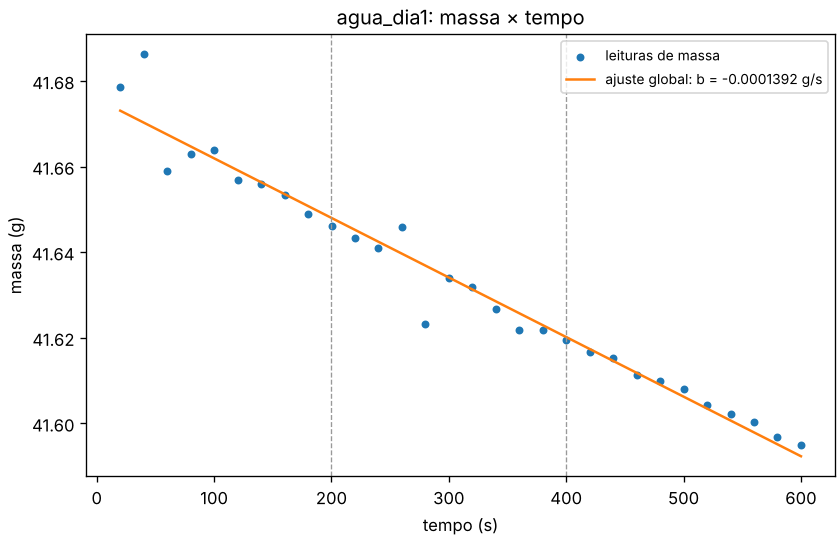 agua_dia1: massa × tempo
leituras de massa
ajuste global: b = -0.0001392 g/s
massa (g)
41.68
41.66
41.64
41.62
41.60
0 100 200 300 400 500 600
tempo (s)